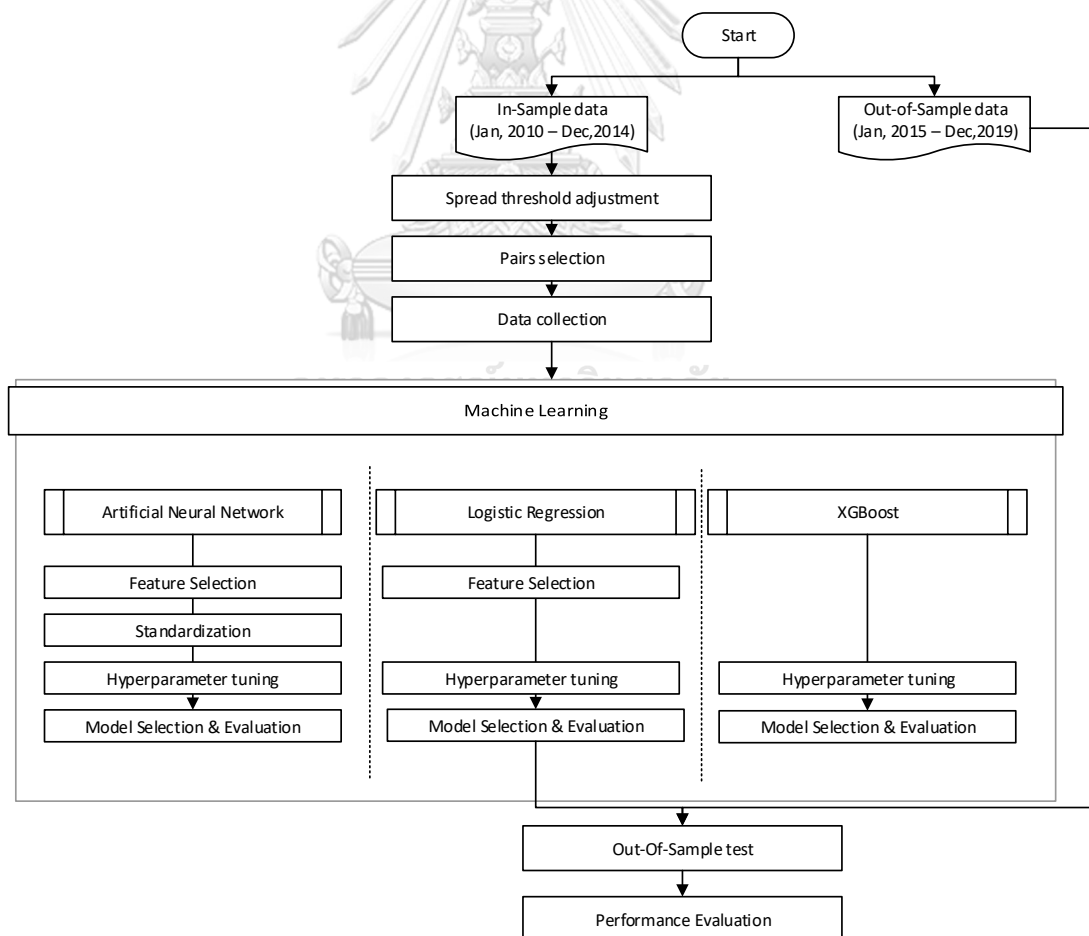 Start
In-Sample data
(Jan, 2010 – Dec,2014)
Out-of-Sample data
(Jan, 2015 – Dec,2019)
Spread threshold adjustment
Pairs selection
Data collection
Machine Learning
Artificial Neural Network
Feature Selection
Standardization
Hyperparameter tuning
Model Selection & Evaluation
Logistic Regression
Feature Selection
Hyperparameter tuning
Model Selection & Evaluation
XGBoost
Hyperparameter tuning
Model Selection & Evaluation
Out-Of-Sample test
Performance Evaluation